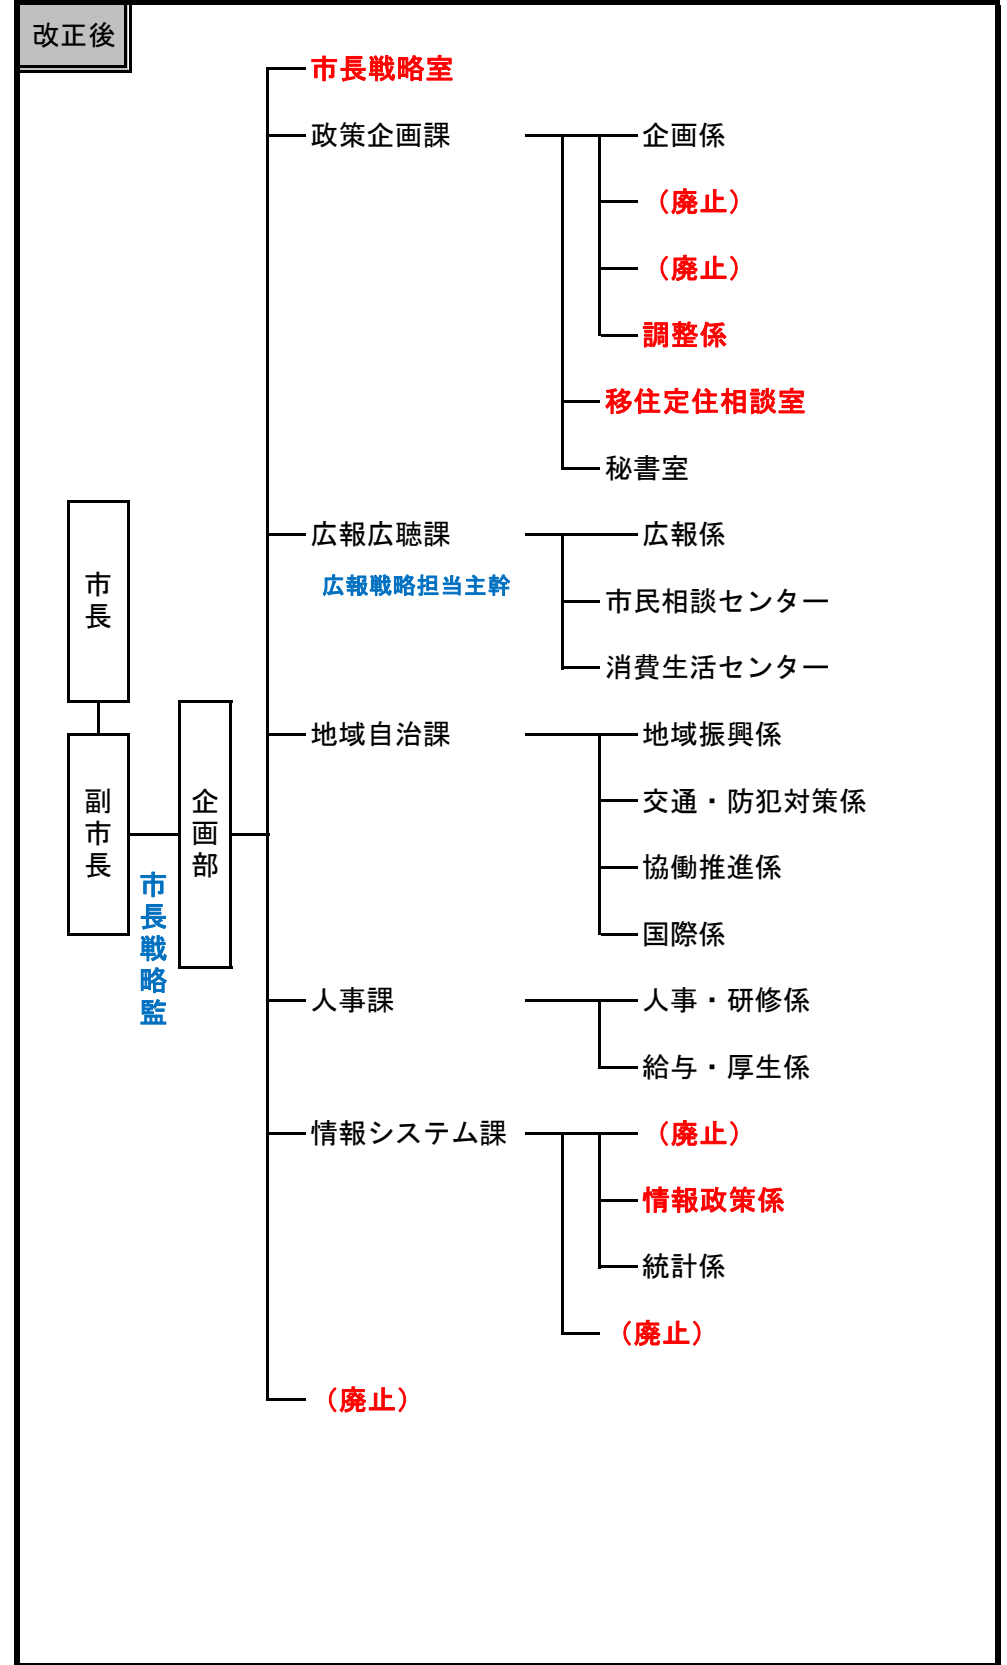 改正後
市長戦略室
政策企画課
企画係
（廃止）
（廃止）
調整係
移住定住相談室
秘書室
広報広聴課
広報係
広報戦略担当主幹
市民相談センター
消費生活センター
市長
副市長
市長戦略監
企画部
地域自治課
地域振興係
交通・防犯対策係
協働推進係
国際係
人事課
人事・研修係
給与・厚生係
情報システム課
（廃止）
情報政策係
統計係
（廃止）
（廃止）